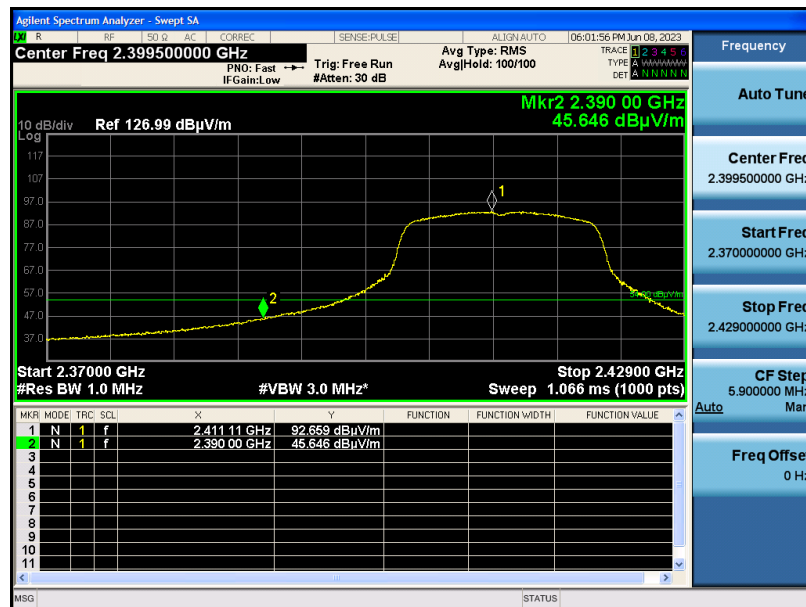 Agilent Spectrum Analyzer - Swept SA
LXI R RF 50 Ω AC CORREC SENSE:PULSE ALIGN AUTO 06:01:56 PM Jun 08, 2023
Center Freq 2.399500000 GHz
PNO: Fast
IFGain:Low
Trig: Free Run
#Atten: 30 dB
Avg Type: RMS
Avg|Hold: 100/100
TRACE 1 2 3 4 5 6
TYPE A WWWWW
DET A N N N N N
Mkr2 2.390 00 GHz
45.646 dBµV/m
10 dB/div Ref 126.99 dBµV/m
Log
117
107
97.0
87.0
77.0
67.0
57.0
47.0
37.0
1
2
Start 2.37000 GHz Stop 2.42900 GHz
#Res BW 1.0 MHz #VBW 3.0 MHz* Sweep 1.066 ms (1000 pts)
MKR MODE TRC SCL X Y FUNCTION FUNCTION WIDTH FUNCTION VALUE
1 N 1 f 2.411 11 GHz 92.659 dBµV/m
2 N 1 f 2.390 00 GHz 45.646 dBµV/m
3
4
5
6
7
8
9
10
11
MSG STATUS
Frequency
Auto Tune
Center Freq
2.399500000 GHz
Start Freq
2.370000000 GHz
Stop Freq
2.429000000 GHz
CF Step
5.900000 MHz
Auto Man
Freq Offset
0 Hz